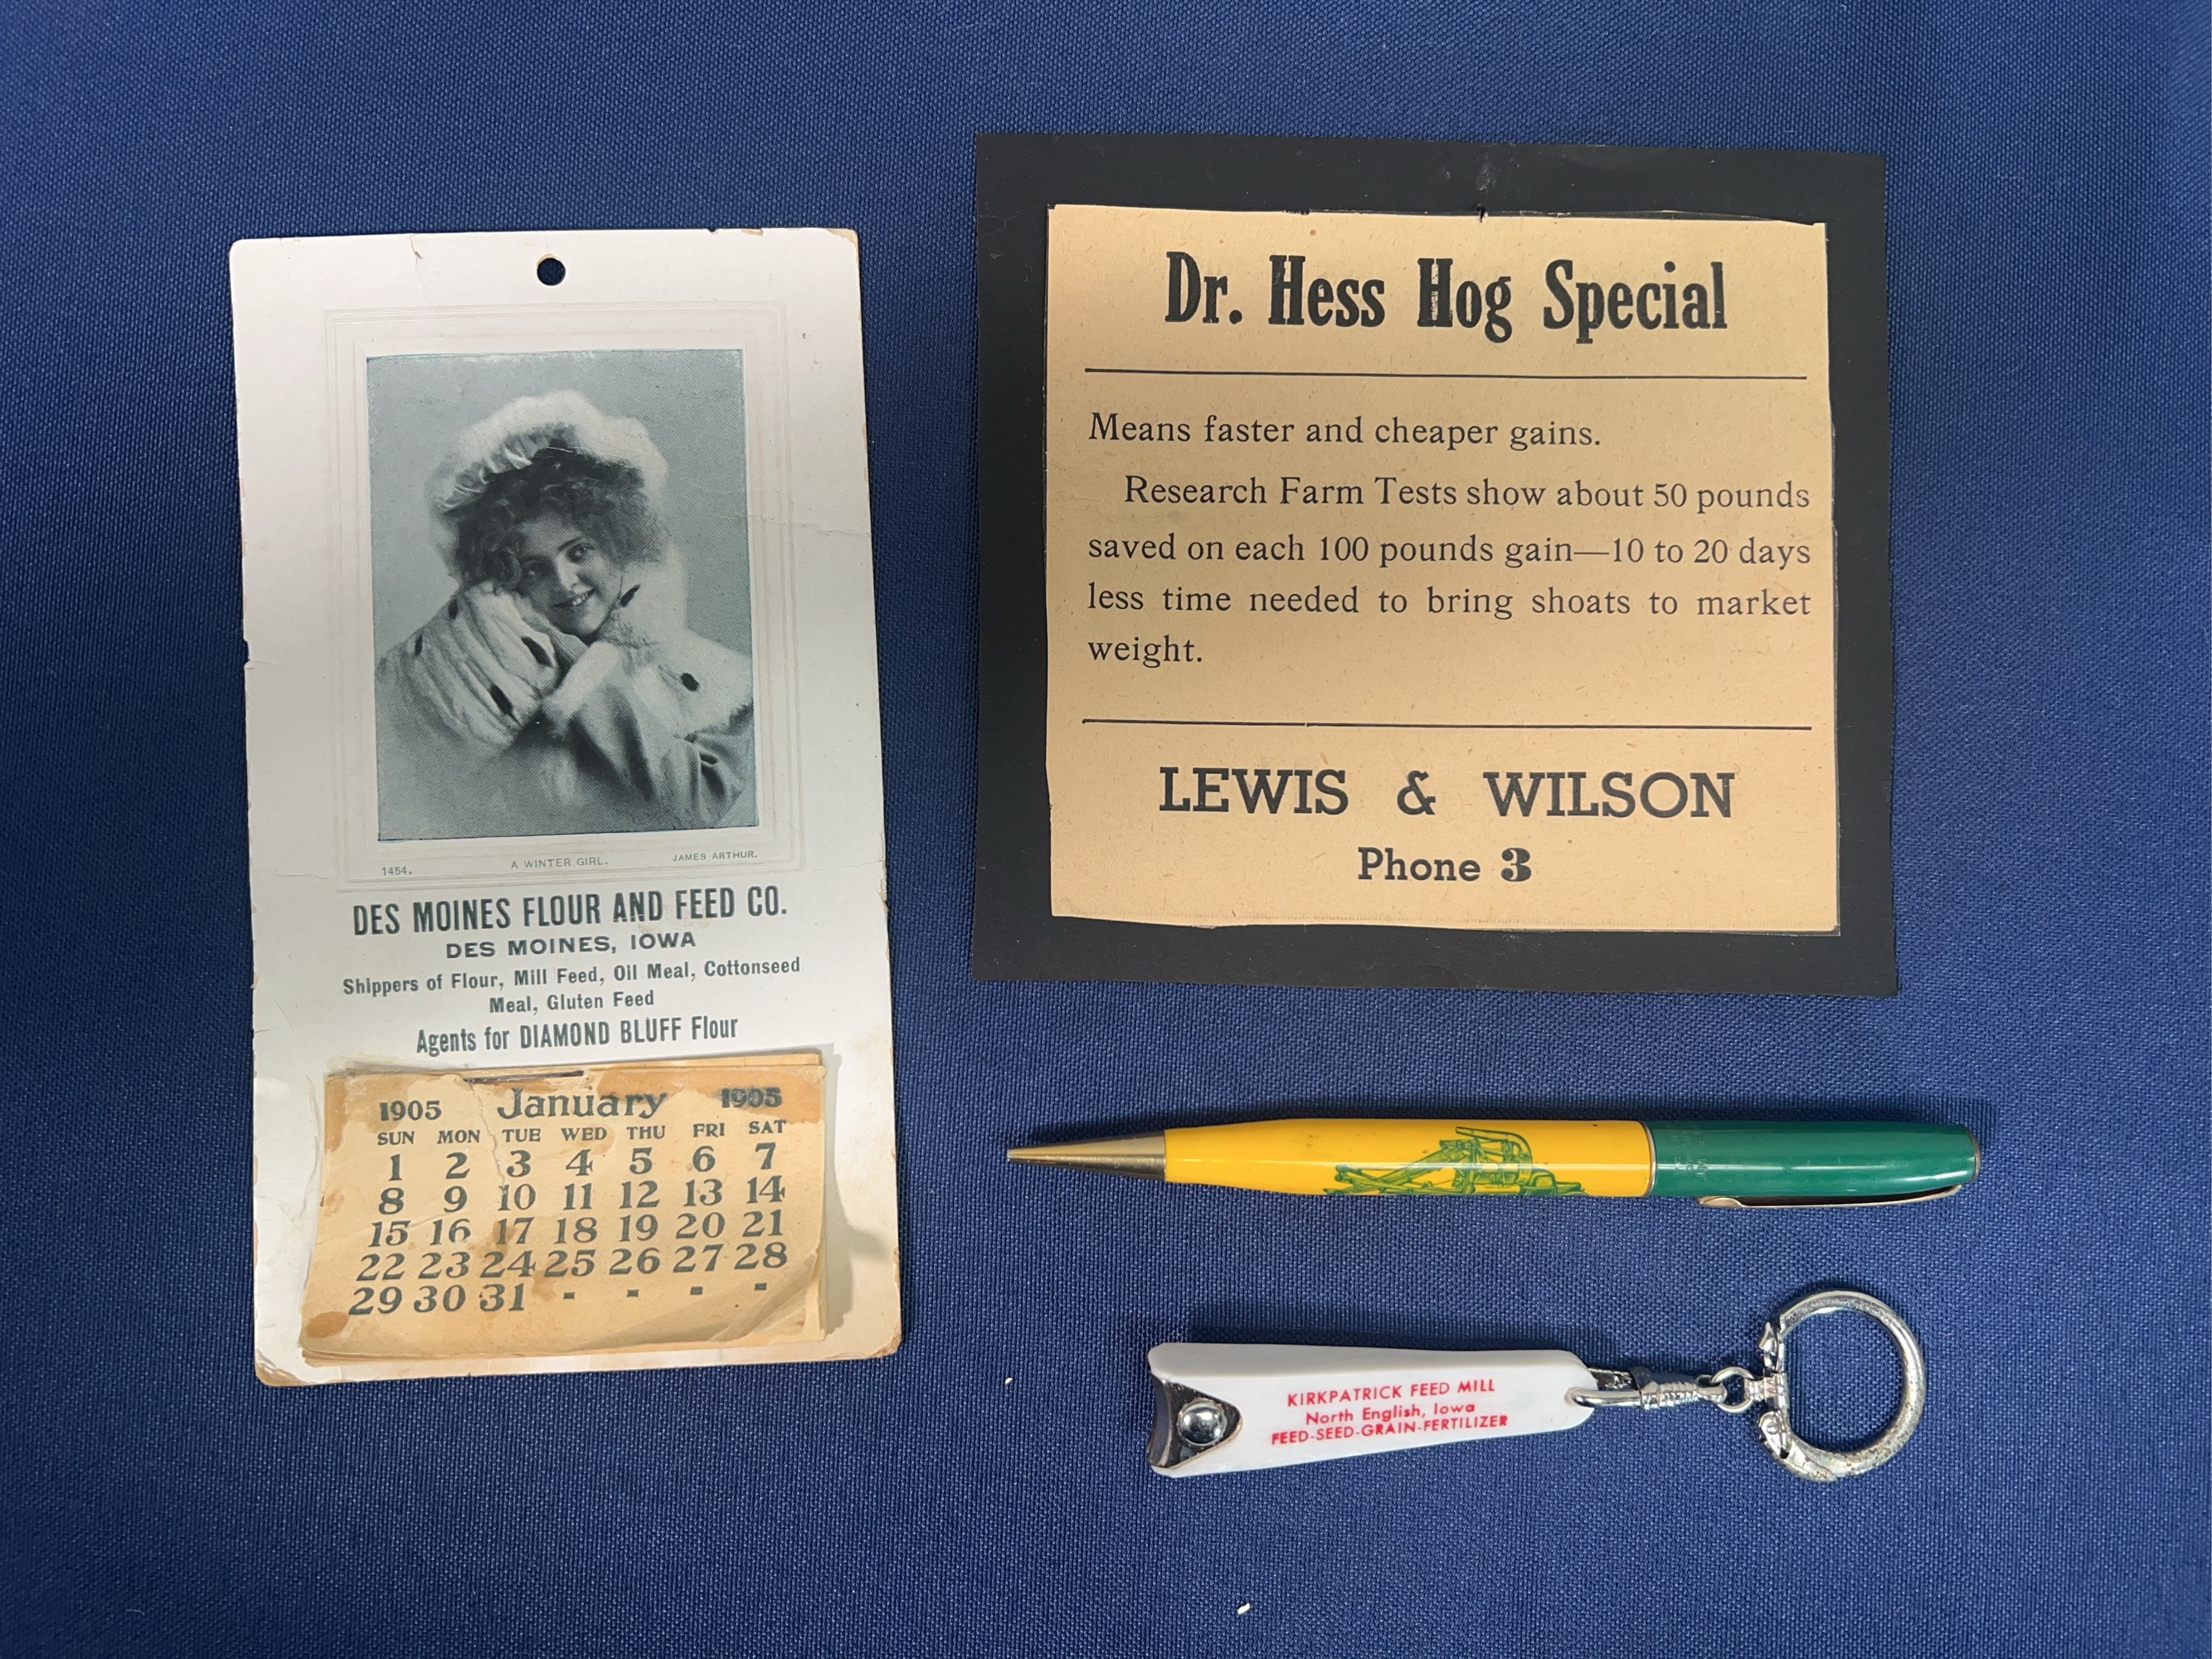 1454. A WINTER GIRL. JAMES ARTHUR.
DES MOINES FLOUR AND FEED CO.
DES MOINES, IOWA
Shippers of Flour, Mill Feed, Oil Meal, Cottonseed
Meal, Gluten Feed
Agents for DIAMOND BLUFF Flour
1905 January 1905
SUN MON TUE WED THU FRI SAT
1 2 3 4 5 6 7
8 9 10 11 12 13 14
15 16 17 18 19 20 21
22 23 24 25 26 27 28
29 30 31 - - - -
Dr. Hess Hog Special
Means faster and cheaper gains.
Research Farm Tests show about 50 pounds
saved on each 100 pounds gain—10 to 20 days
less time needed to bring shoats to market
weight.
LEWIS & WILSON
Phone 3
KIRKPATRICK FEED MILL
North English, Iowa
FEED-SEED-GRAIN-FERTILIZER